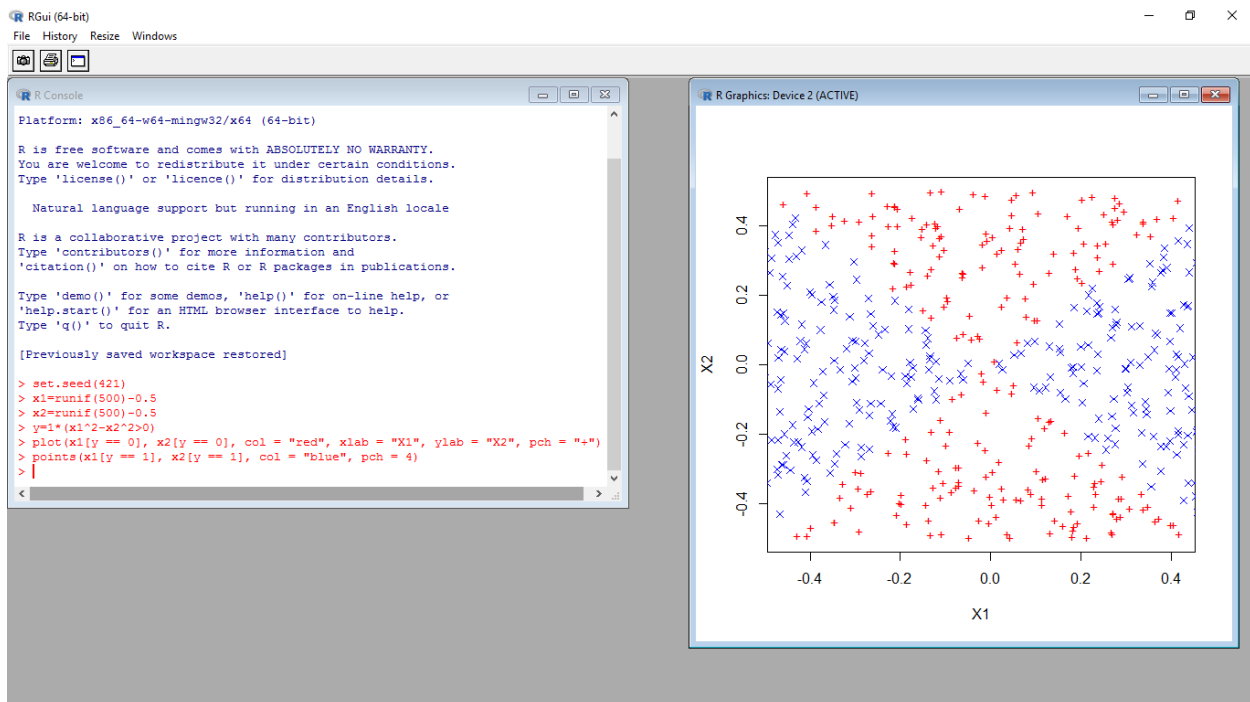 RGui (64-bit)
File History Resize Windows
R Console
Platform: x86_64-w64-mingw32/x64 (64-bit)
R is free software and comes with ABSOLUTELY NO WARRANTY.
You are welcome to redistribute it under certain conditions.
Type 'license()' or 'licence()' for distribution details.
Natural language support but running in an English locale
R is a collaborative project with many contributors.
Type 'contributors()' for more information and
'citation()' on how to cite R or R packages in publications.
Type 'demo()' for some demos, 'help()' for on-line help, or
'help.start()' for an HTML browser interface to help.
Type 'q()' to quit R.
[Previously saved workspace restored]
> set.seed(421)
> x1=runif(500)-0.5
> x2=runif(500)-0.5
> y=1*(x1^2-x2^2>0)
> plot(x1[y == 0], x2[y == 0], col = "red", xlab = "X1", ylab = "X2", pch = "+")
> points(x1[y == 1], x2[y == 1], col = "blue", pch = 4)
>
R Graphics: Device 2 (ACTIVE)
0.4
0.2
0.0
-0.2
-0.4
X2
-0.4 -0.2 0.0 0.2 0.4
X1